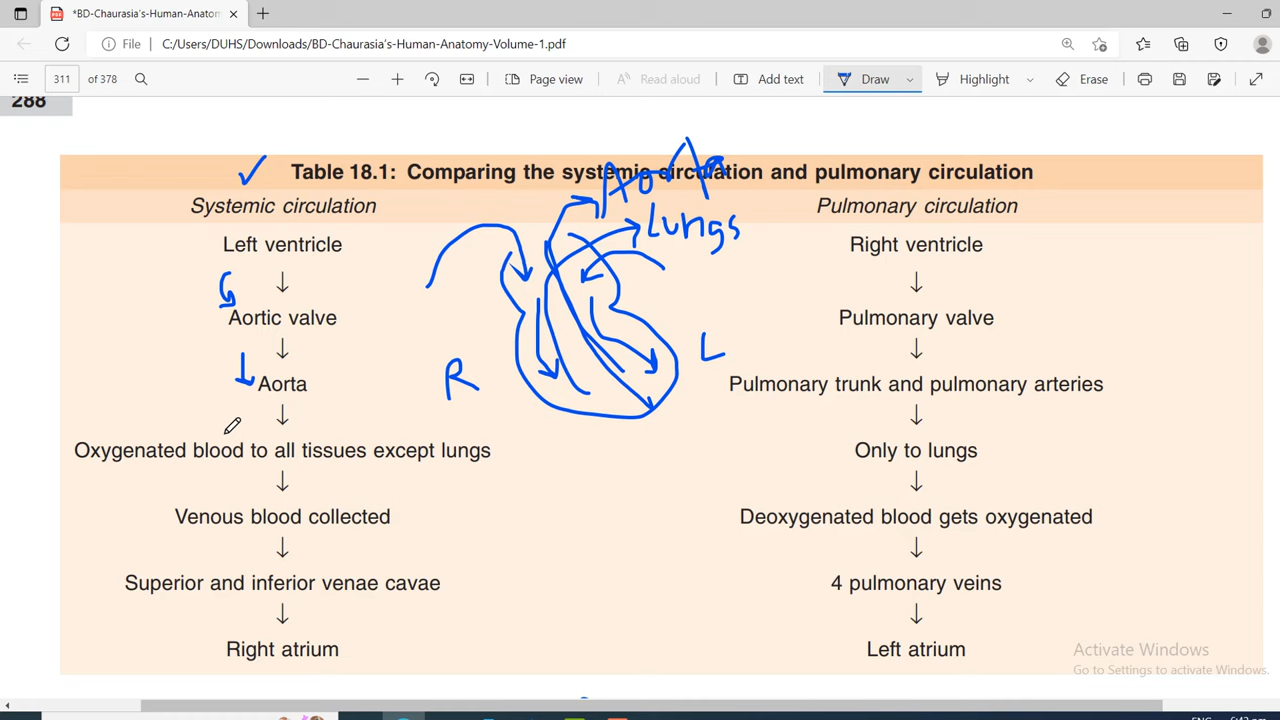 *BD-Chaurasia's-Human-Anatom
File C:/Users/DUHS/Downloads/BD-Chaurasia's-Human-Anatomy-Volume-1.pdf
311 of 378 Page view Read aloud Add text Draw Highlight Erase
288
Table 18.1: Comparing the systemic circulation and pulmonary circulation
Aorta
Systemic circulation Pulmonary circulation
Lungs
Left ventricle Right ventricle
Aortic valve Pulmonary valve
R L
Aorta Pulmonary trunk and pulmonary arteries
Oxygenated blood to all tissues except lungs Only to lungs
Venous blood collected Deoxygenated blood gets oxygenated
Superior and inferior venae cavae 4 pulmonary veins
Right atrium Left atrium
Activate Windows
Go to Settings to activate Windows.